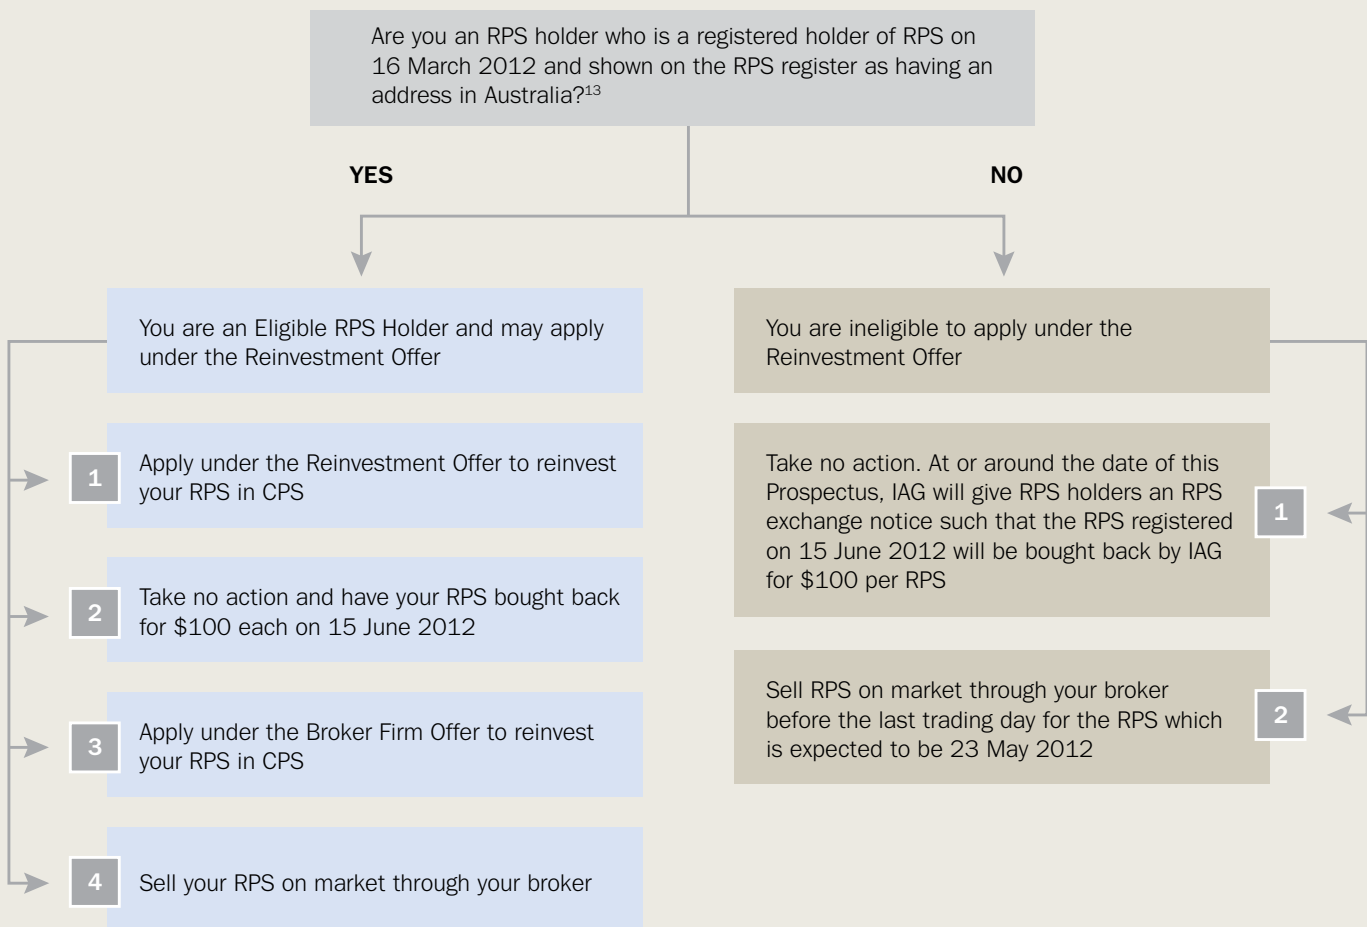 Are you an RPS holder who is a registered holder of RPS on
16 March 2012 and shown on the RPS register as having an
address in Australia?¹³
YES
NO
You are an Eligible RPS Holder and may apply
under the Reinvestment Offer
1
Apply under the Reinvestment Offer to reinvest
your RPS in CPS
2
Take no action and have your RPS bought back
for $100 each on 15 June 2012
3
Apply under the Broker Firm Offer to reinvest
your RPS in CPS
4
Sell your RPS on market through your broker
You are ineligible to apply under the
Reinvestment Offer
Take no action. At or around the date of this
Prospectus, IAG will give RPS holders an RPS
exchange notice such that the RPS registered
on 15 June 2012 will be bought back by IAG
for $100 per RPS
1
Sell RPS on market through your broker
before the last trading day for the RPS which
is expected to be 23 May 2012
2